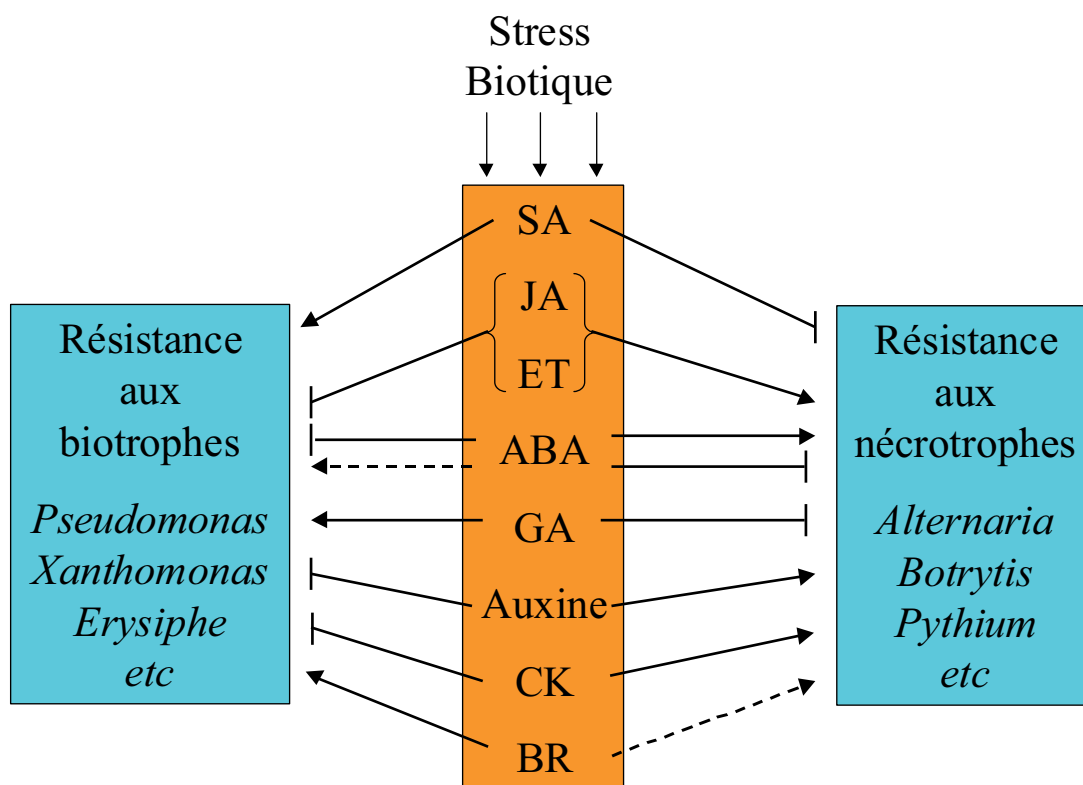 Stress
Biotique
SA
JA
ET
ABA
GA
Auxine
CK
BR
Résistance
aux
biotrophes
Pseudomonas
Xanthomonas
Erysiphe
etc
Résistance
aux
nécrotrophes
Alternaria
Botrytis
Pythium
etc